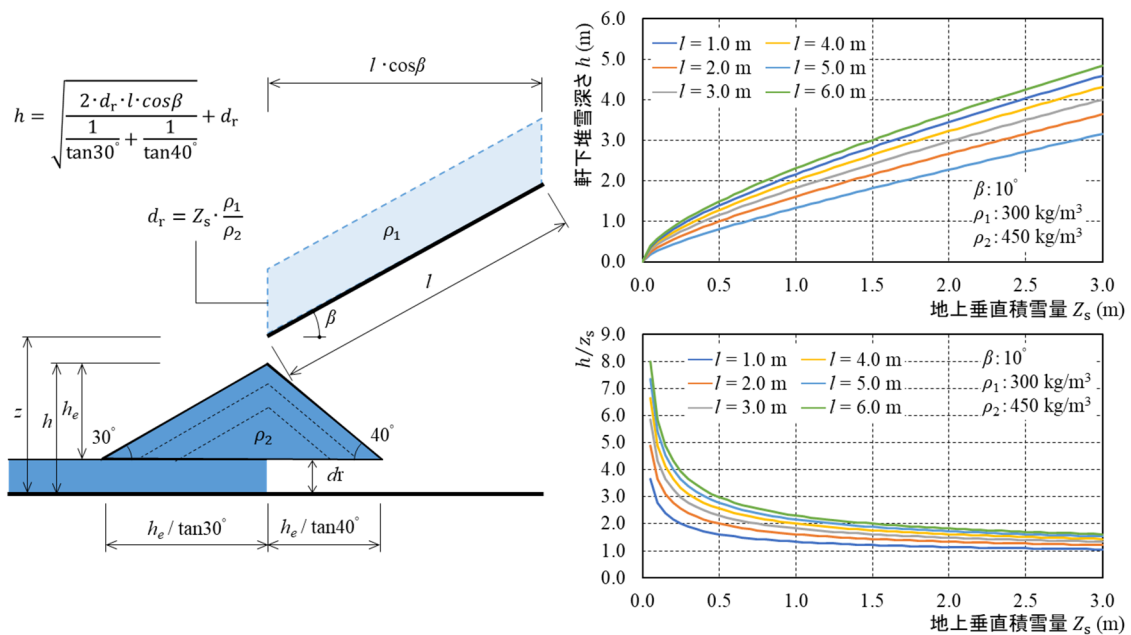 l･cosβ
h = √((2･dr･l･cosβ)/(1/tan30° + 1/tan40°)) + dr
dr = Zs･ρ1/ρ2
ρ1
l
β
z
h
he
30°
ρ2
40°
dr
he / tan30°
he / tan40°
軒下堆雪深さ h (m)
6.0
5.0
4.0
3.0
2.0
1.0
0.0
l = 1.0 m
l = 4.0 m
l = 2.0 m
l = 5.0 m
l = 3.0 m
l = 6.0 m
β: 10°
ρ1: 300 kg/m3
ρ2: 450 kg/m3
0.0 0.5 1.0 1.5 2.0 2.5 3.0
地上垂直積雪量 Zs (m)
h/zs
9.0
8.0
7.0
6.0
5.0
4.0
3.0
2.0
1.0
0.0
l = 1.0 m
l = 4.0 m
l = 2.0 m
l = 5.0 m
l = 3.0 m
l = 6.0 m
β: 10°
ρ1: 300 kg/m3
ρ2: 450 kg/m3
0.0 0.5 1.0 1.5 2.0 2.5 3.0
地上垂直積雪量 Zs (m)